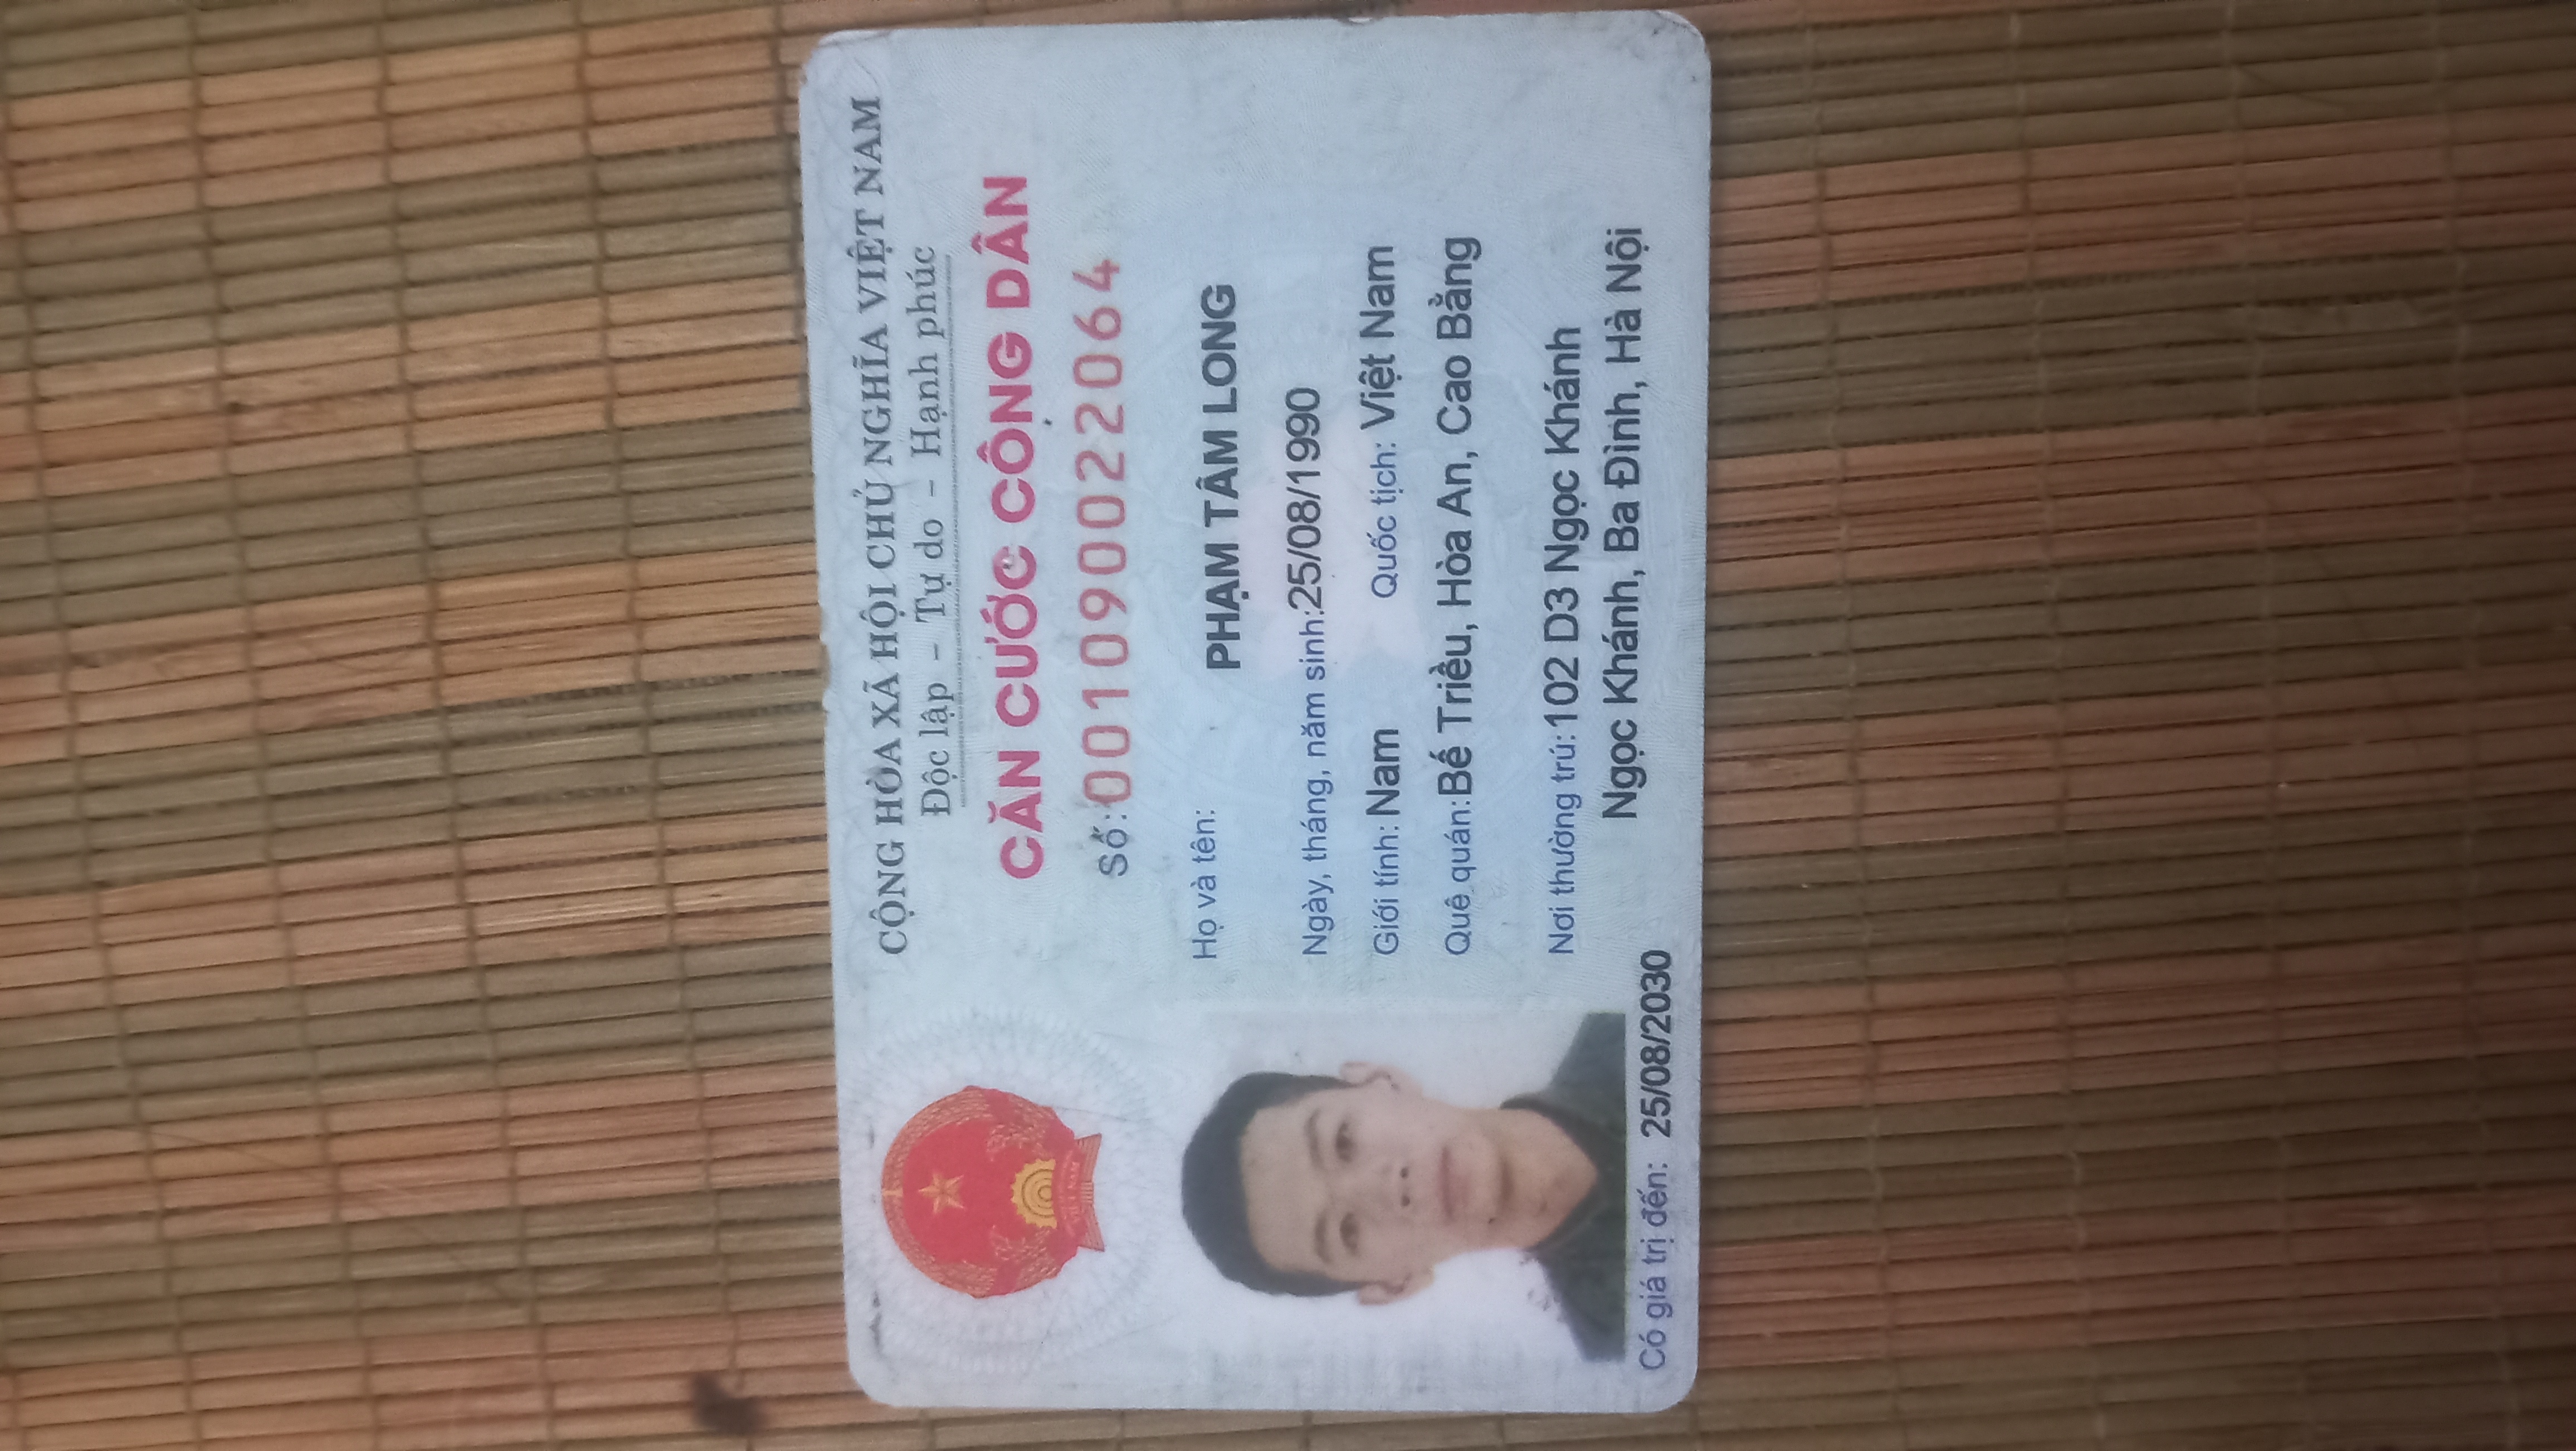 CỘNG HÒA XÃ HỘI CHỦ NGHĨA VIỆT NAM
Độc lập - Tự do - Hạnh phúc
CĂN CƯỚC CÔNG DÂN
Số: 001090022064
Họ và tên:
PHẠM TÂM LONG
Ngày, tháng, năm sinh: 25/08/1990
Giới tính: Nam Quốc tịch: Việt Nam
Quê quán: Bế Triều, Hòa An, Cao Bằng
Nơi thường trú: 102 D3 Ngọc Khánh
Ngọc Khánh, Ba Đình, Hà Nội
Có giá trị đến: 25/08/2030